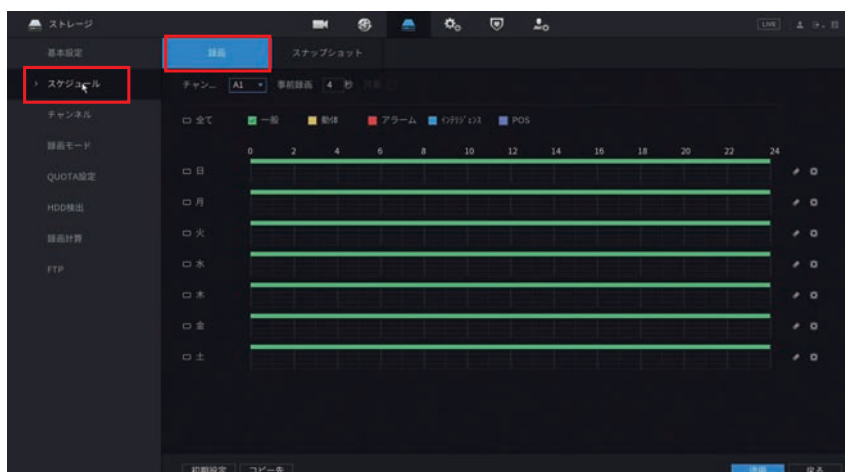 ストレージ LIVE
基本設定 録画 スナップショット
スケジュール チャン... A1 事前録画 4 秒
チャンネル 全て 一般 動体 アラーム インテリジェンス POS
録画モード 0 2 4 6 8 10 12 14 16 18 20 22 24
日
QUOTA設定
月
HDD検出
火
録画計算
水
FTP
木
金
土
初期設定 コピー先 適用 戻る